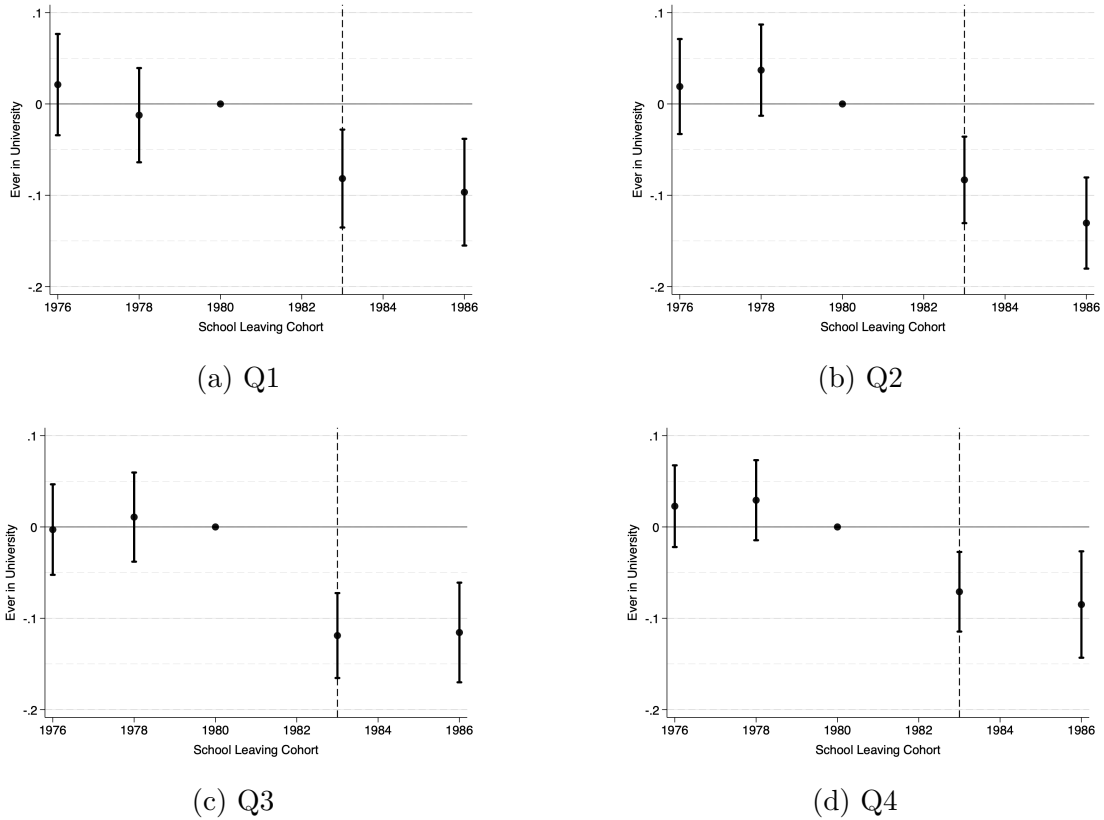 .1
0
-.1
-.2
Ever in University
1976 1978 1980 1982 1984 1986
School Leaving Cohort
(a) Q1
.1
0
-.1
-.2
Ever in University
1976 1978 1980 1982 1984 1986
School Leaving Cohort
(b) Q2
.1
0
-.1
-.2
Ever in University
1976 1978 1980 1982 1984 1986
School Leaving Cohort
(c) Q3
.1
0
-.1
-.2
Ever in University
1976 1978 1980 1982 1984 1986
School Leaving Cohort
(d) Q4